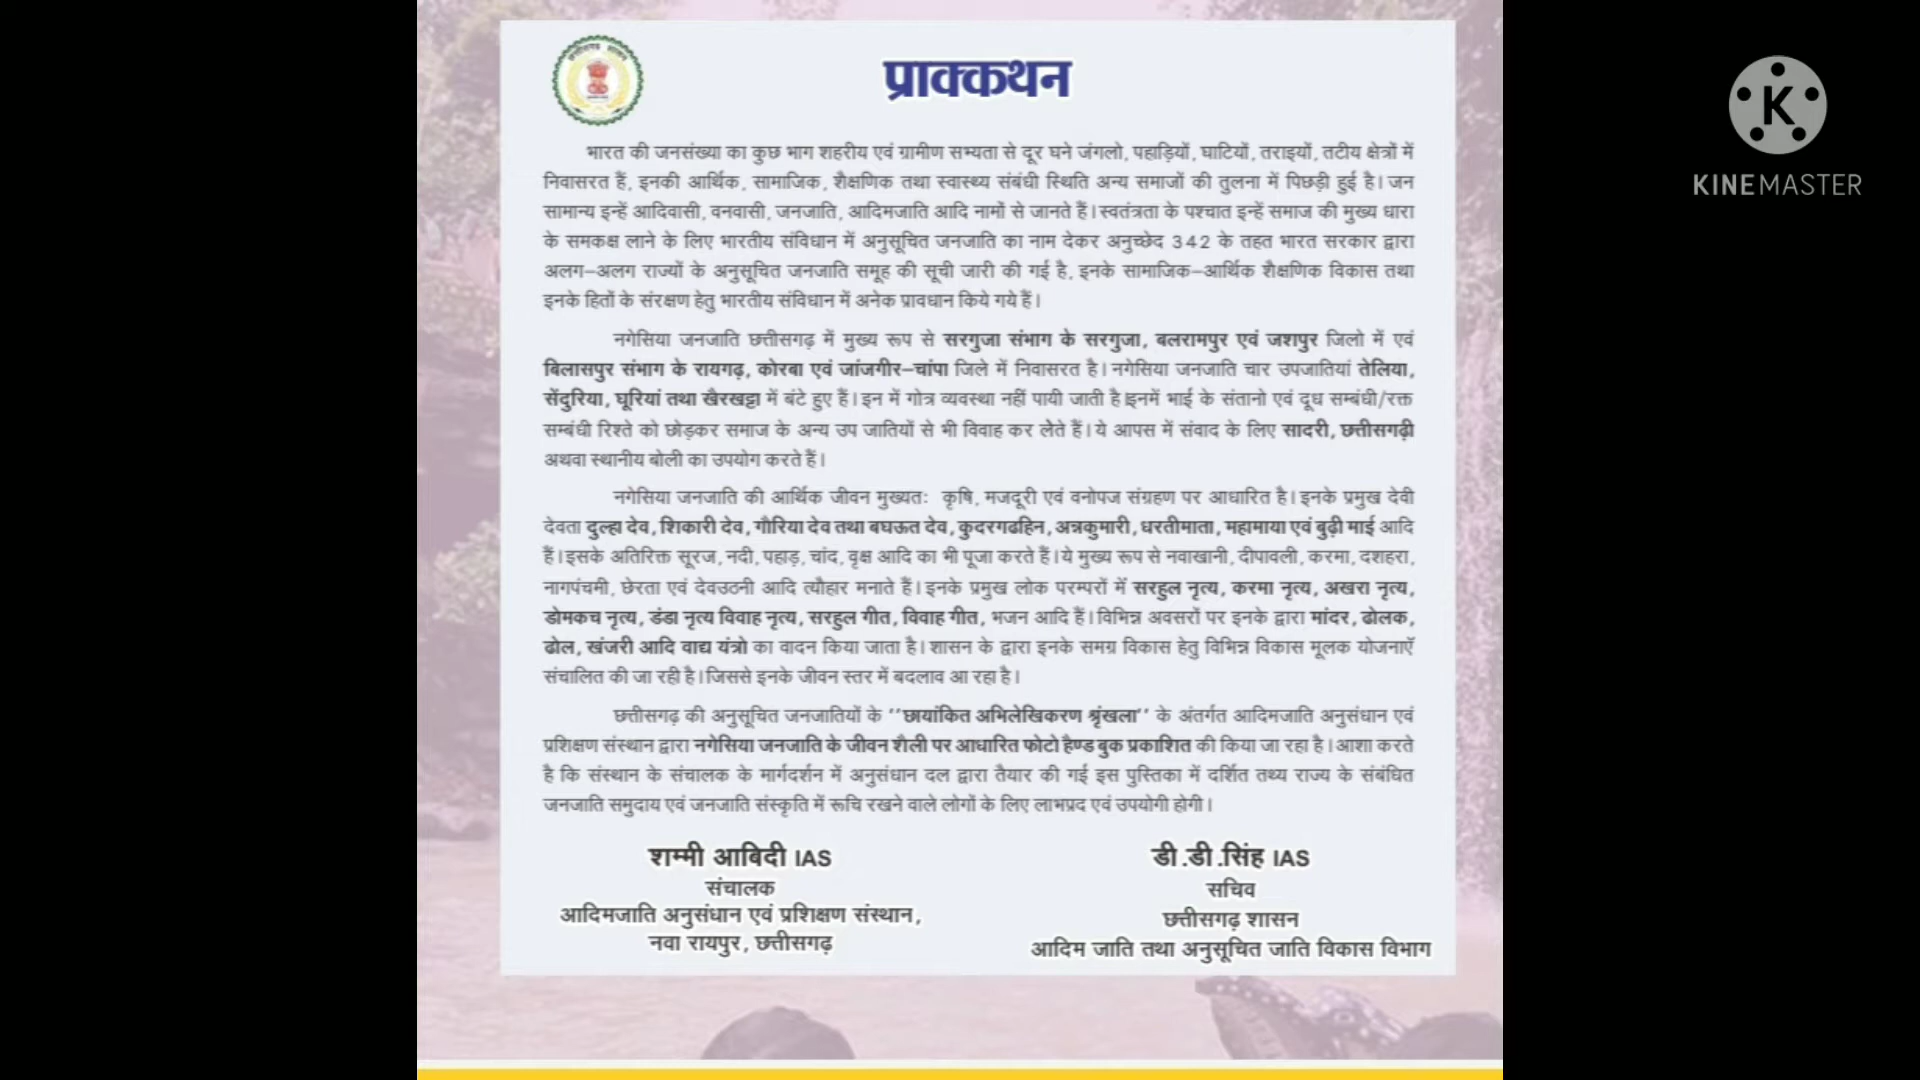 प्राक्कथन
भारत की जनसंख्या का कुछ भाग शहरीय एवं ग्रामीण सभ्यता से दूर घने जंगलो, पहाड़ियों, घाटियों, तराइयों, तटीय क्षेत्रों में
निवासरत हैं, इनकी आर्थिक, सामाजिक, शैक्षणिक तथा स्वास्थ्य संबंधी स्थिति अन्य समाजों की तुलना में पिछड़ी हुई है। जन
सामान्य इन्हें आदिवासी, वनवासी, जनजाति, आदिमजाति आदि नामों से जानते हैं। स्वतंत्रता के पश्चात इन्हें समाज की मुख्य धारा
के समकक्ष लाने के लिए भारतीय संविधान में अनुसूचित जनजाति का नाम देकर अनुच्छेद 342 के तहत भारत सरकार द्वारा
अलग–अलग राज्यों के अनुसूचित जनजाति समूह की सूची जारी की गई है, इनके सामाजिक–आर्थिक शैक्षणिक विकास तथा
इनके हितों के संरक्षण हेतु भारतीय संविधान में अनेक प्रावधान किये गये हैं।
नगेसिया जनजाति छत्तीसगढ़ में मुख्य रूप से सरगुजा संभाग के सरगुजा, बलरामपुर एवं जशपुर जिलो में एवं
बिलासपुर संभाग के रायगढ़, कोरबा एवं जांजगीर–चांपा जिले में निवासरत है। नगेसिया जनजाति चार उपजातियां तेलिया,
सेंदुरिया, घूरियां तथा खैरखट्टा में बंटे हुए हैं। इन में गोत्र व्यवस्था नहीं पायी जाती है।इनमें भाई के संतानो एवं दूध सम्बंधी/रक्त
सम्बंधी रिश्ते को छोड़कर समाज के अन्य उप जातियों से भी विवाह कर लेते हैं। ये आपस में संवाद के लिए सादरी, छत्तीसगढ़ी
अथवा स्थानीय बोली का उपयोग करते हैं।
नगेसिया जनजाति की आर्थिक जीवन मुख्यतः कृषि, मजदूरी एवं वनोपज संग्रहण पर आधारित है। इनके प्रमुख देवी
देवता दुल्हा देव, शिकारी देव, गौरिया देव तथा बघऊत देव, कुदरगढहिन, अन्नकुमारी, धरतीमाता, महामाया एवं बुढ़ी माई आदि
हैं। इसके अतिरिक्त सूरज, नदी, पहाड़, चांद, वृक्ष आदि का भी पूजा करते हैं। ये मुख्य रूप से नवाखानी, दीपावली, करमा, दशहरा,
नागपंचमी, छेरता एवं देवउठनी आदि त्यौहार मनाते हैं। इनके प्रमुख लोक परम्परों में सरहुल नृत्य, करमा नृत्य, अखरा नृत्य,
डोमकच नृत्य, डंडा नृत्य विवाह नृत्य, सरहुल गीत, विवाह गीत, भजन आदि हैं। विभिन्न अवसरों पर इनके द्वारा मांदर, ढोलक,
ढोल, खंजरी आदि वाद्य यंत्रो का वादन किया जाता है। शासन के द्वारा इनके समग्र विकास हेतु विभिन्न विकास मूलक योजनाऍ
संचालित की जा रही है। जिससे इनके जीवन स्तर में बदलाव आ रहा है।
छत्तीसगढ़ की अनुसूचित जनजातियों के ''छायांकित अभिलेखिकरण श्रृंखला'' के अंतर्गत आदिमजाति अनुसंधान एवं
प्रशिक्षण संस्थान द्वारा नगेसिया जनजाति के जीवन शैली पर आधारित फोटो हैण्ड बुक प्रकाशित की किया जा रहा है। आशा करते
है कि संस्थान के संचालक के मार्गदर्शन में अनुसंधान दल द्वारा तैयार की गई इस पुस्तिका में दर्शित तथ्य राज्य के संबंधित
जनजाति समुदाय एवं जनजाति संस्कृति में रूचि रखने वाले लोगों के लिए लाभप्रद एवं उपयोगी होगी।
शम्मी आबिदी IAS
संचालक
आदिमजाति अनुसंधान एवं प्रशिक्षण संस्थान,
नवा रायपुर, छत्तीसगढ़
डी.डी.सिंह IAS
सचिव
छत्तीसगढ़ शासन
आदिम जाति तथा अनुसूचित जाति विकास विभाग
K
KINEMASTER